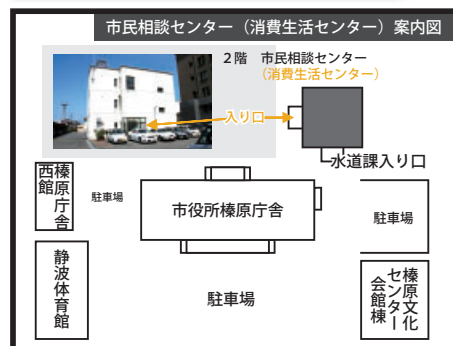 市民相談センター（消費生活センター）案内図
２階　市民相談センター
（消費生活センター）
入り口
水道課入り口
榛原庁舎
西館
駐車場
市役所榛原庁舎
駐車場
静波体育館
駐車場
榛原文化
センター
会館棟